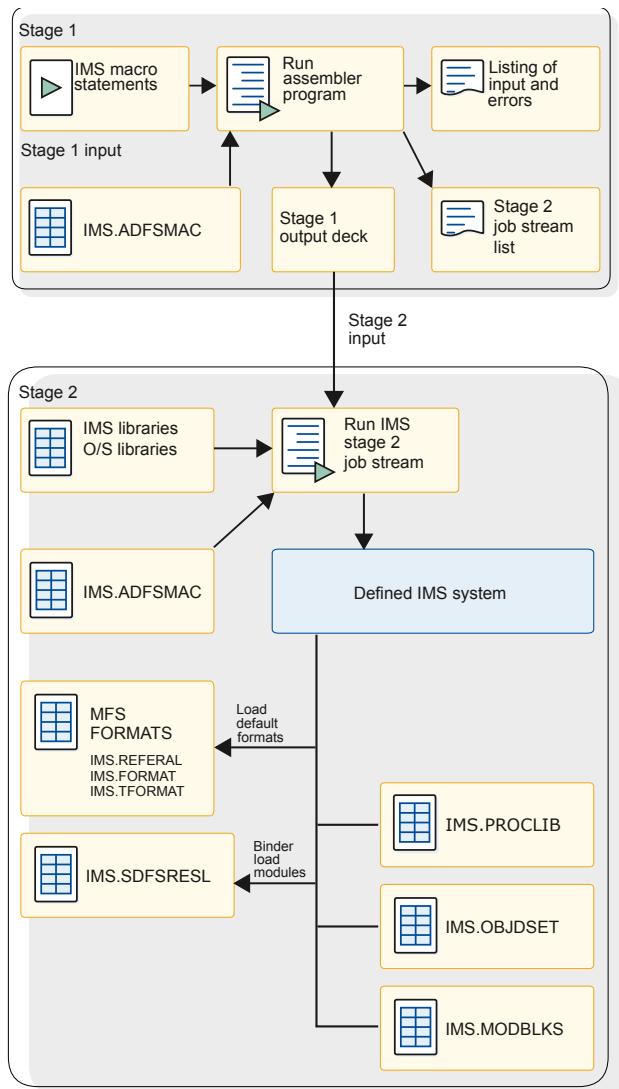 Stage 1
IMS macro
statements
Run
assembler
program
Listing of
input and
errors
Stage 1 input
IMS.ADFSMAC
Stage 1
output deck
Stage 2
job stream
list
Stage 2
input
Stage 2
IMS libraries
O/S libraries
Run IMS
stage 2
job stream
IMS.ADFSMAC
Defined IMS system
MFS
FORMATS
IMS.REFERAL
IMS.FORMAT
IMS.TFORMAT
Load
default
formats
IMS.PROCLIB
IMS.SDFSRESL
Binder
load
modules
IMS.OBJDSET
IMS.MODBLKS